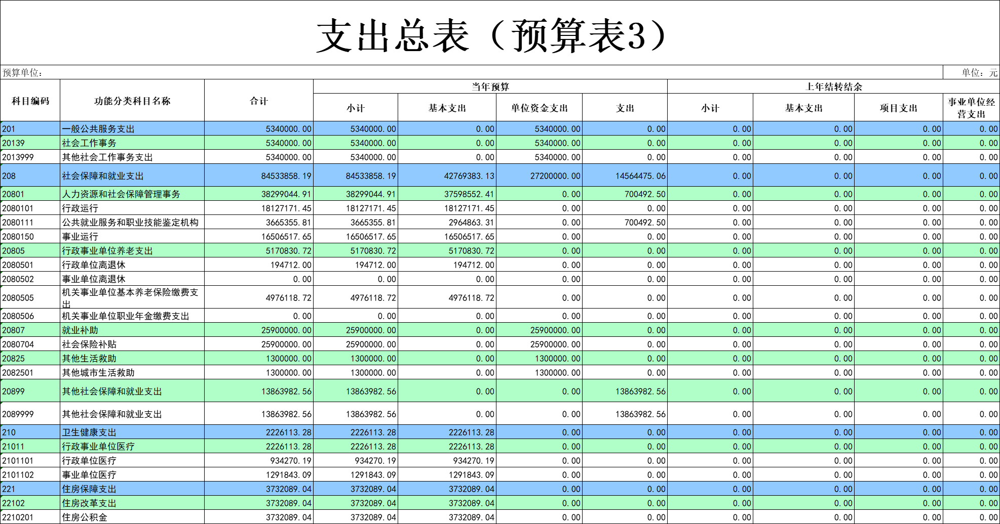 支出总表（预算表3）
预算单位： 单位：元
科目编码 功能分类科目名称 合计 当年预算 上年结转结余
小计 基本支出 单位资金支出 支出 小计 基本支出 项目支出 事业单位经
营支出
201 一般公共服务支出 5340000.00 5340000.00 0.00 5340000.00 0.00 0.00 0.00 0.00 0.00
20139 社会工作事务 5340000.00 5340000.00 0.00 5340000.00 0.00 0.00 0.00 0.00 0.00
2013999 其他社会工作事务支出 5340000.00 5340000.00 0.00 5340000.00 0.00 0.00 0.00 0.00 0.00
208 社会保障和就业支出 84533858.19 84533858.19 42769383.13 27200000.00 14564475.06 0.00 0.00 0.00 0.00
20801 人力资源和社会保障管理事务 38299044.91 38299044.91 37598552.41 0.00 700492.50 0.00 0.00 0.00 0.00
2080101 行政运行 18127171.45 18127171.45 18127171.45 0.00 0.00 0.00 0.00 0.00 0.00
2080111 公共就业服务和职业技能鉴定机构 3665355.81 3665355.81 2964863.31 0.00 700492.50 0.00 0.00 0.00 0.00
2080150 事业运行 16506517.65 16506517.65 16506517.65 0.00 0.00 0.00 0.00 0.00 0.00
20805 行政事业单位养老支出 5170830.72 5170830.72 5170830.72 0.00 0.00 0.00 0.00 0.00 0.00
2080501 行政单位离退休 194712.00 194712.00 194712.00 0.00 0.00 0.00 0.00 0.00 0.00
2080502 事业单位离退休 0.00 0.00 0.00 0.00 0.00 0.00 0.00 0.00 0.00
2080505 机关事业单位基本养老保险缴费支
出 4976118.72 4976118.72 4976118.72 0.00 0.00 0.00 0.00 0.00 0.00
2080506 机关事业单位职业年金缴费支出 0.00 0.00 0.00 0.00 0.00 0.00 0.00 0.00 0.00
20807 就业补助 25900000.00 25900000.00 0.00 25900000.00 0.00 0.00 0.00 0.00 0.00
2080704 社会保险补贴 25900000.00 25900000.00 0.00 25900000.00 0.00 0.00 0.00 0.00 0.00
20825 其他生活救助 1300000.00 1300000.00 0.00 1300000.00 0.00 0.00 0.00 0.00 0.00
2082501 其他城市生活救助 1300000.00 1300000.00 0.00 1300000.00 0.00 0.00 0.00 0.00 0.00
20899 其他社会保障和就业支出 13863982.56 13863982.56 0.00 0.00 13863982.56 0.00 0.00 0.00 0.00
2089999 其他社会保障和就业支出 13863982.56 13863982.56 0.00 0.00 13863982.56 0.00 0.00 0.00 0.00
210 卫生健康支出 2226113.28 2226113.28 2226113.28 0.00 0.00 0.00 0.00 0.00 0.00
21011 行政事业单位医疗 2226113.28 2226113.28 2226113.28 0.00 0.00 0.00 0.00 0.00 0.00
2101101 行政单位医疗 934270.19 934270.19 934270.19 0.00 0.00 0.00 0.00 0.00 0.00
2101102 事业单位医疗 1291843.09 1291843.09 1291843.09 0.00 0.00 0.00 0.00 0.00 0.00
221 住房保障支出 3732089.04 3732089.04 3732089.04 0.00 0.00 0.00 0.00 0.00 0.00
22102 住房改革支出 3732089.04 3732089.04 3732089.04 0.00 0.00 0.00 0.00 0.00 0.00
2210201 住房公积金 3732089.04 3732089.04 3732089.04 0.00 0.00 0.00 0.00 0.00 0.00